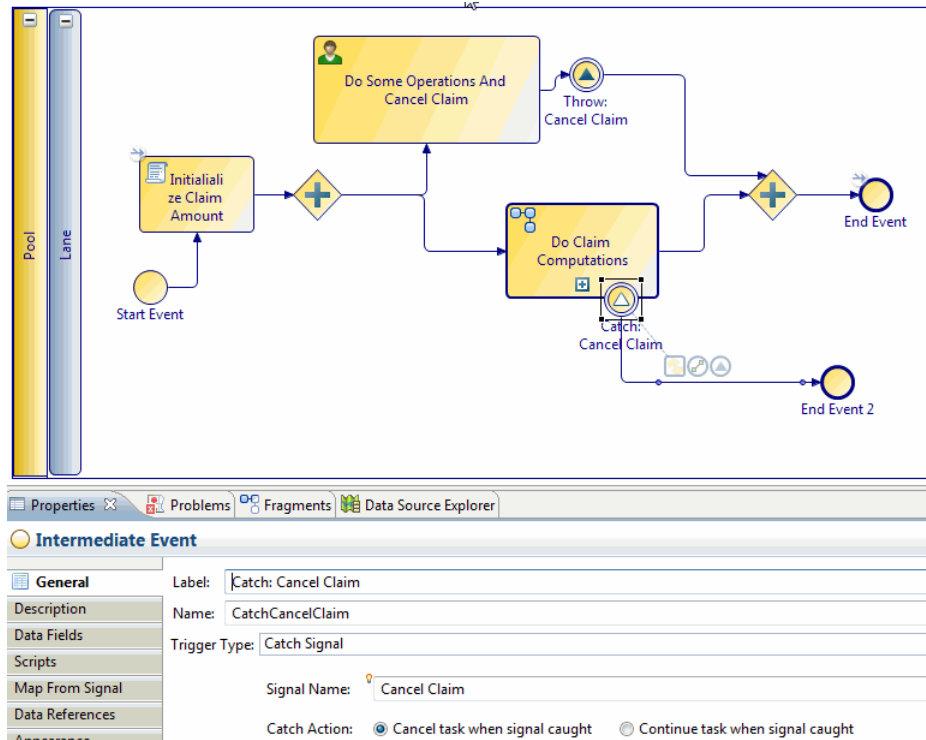 Pool
Lane
Do Some Operations And
Cancel Claim
Throw:
Cancel Claim
Initialiali
ze Claim
Amount
Do Claim
Computations
End Event
Start Event
Catch:
Cancel Claim
End Event 2
Properties
Problems
Fragments
Data Source Explorer
Intermediate Event
General
Label: Catch: Cancel Claim
Description
Name: CatchCancelClaim
Data Fields
Trigger Type: Catch Signal
Scripts
Map From Signal
Signal Name: Cancel Claim
Data References
Catch Action: Cancel task when signal caught Continue task when signal caught
Appearance